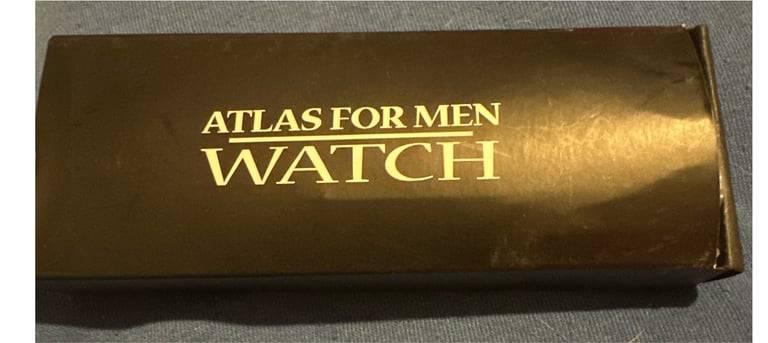 ATLAS FOR MEN
WATCH